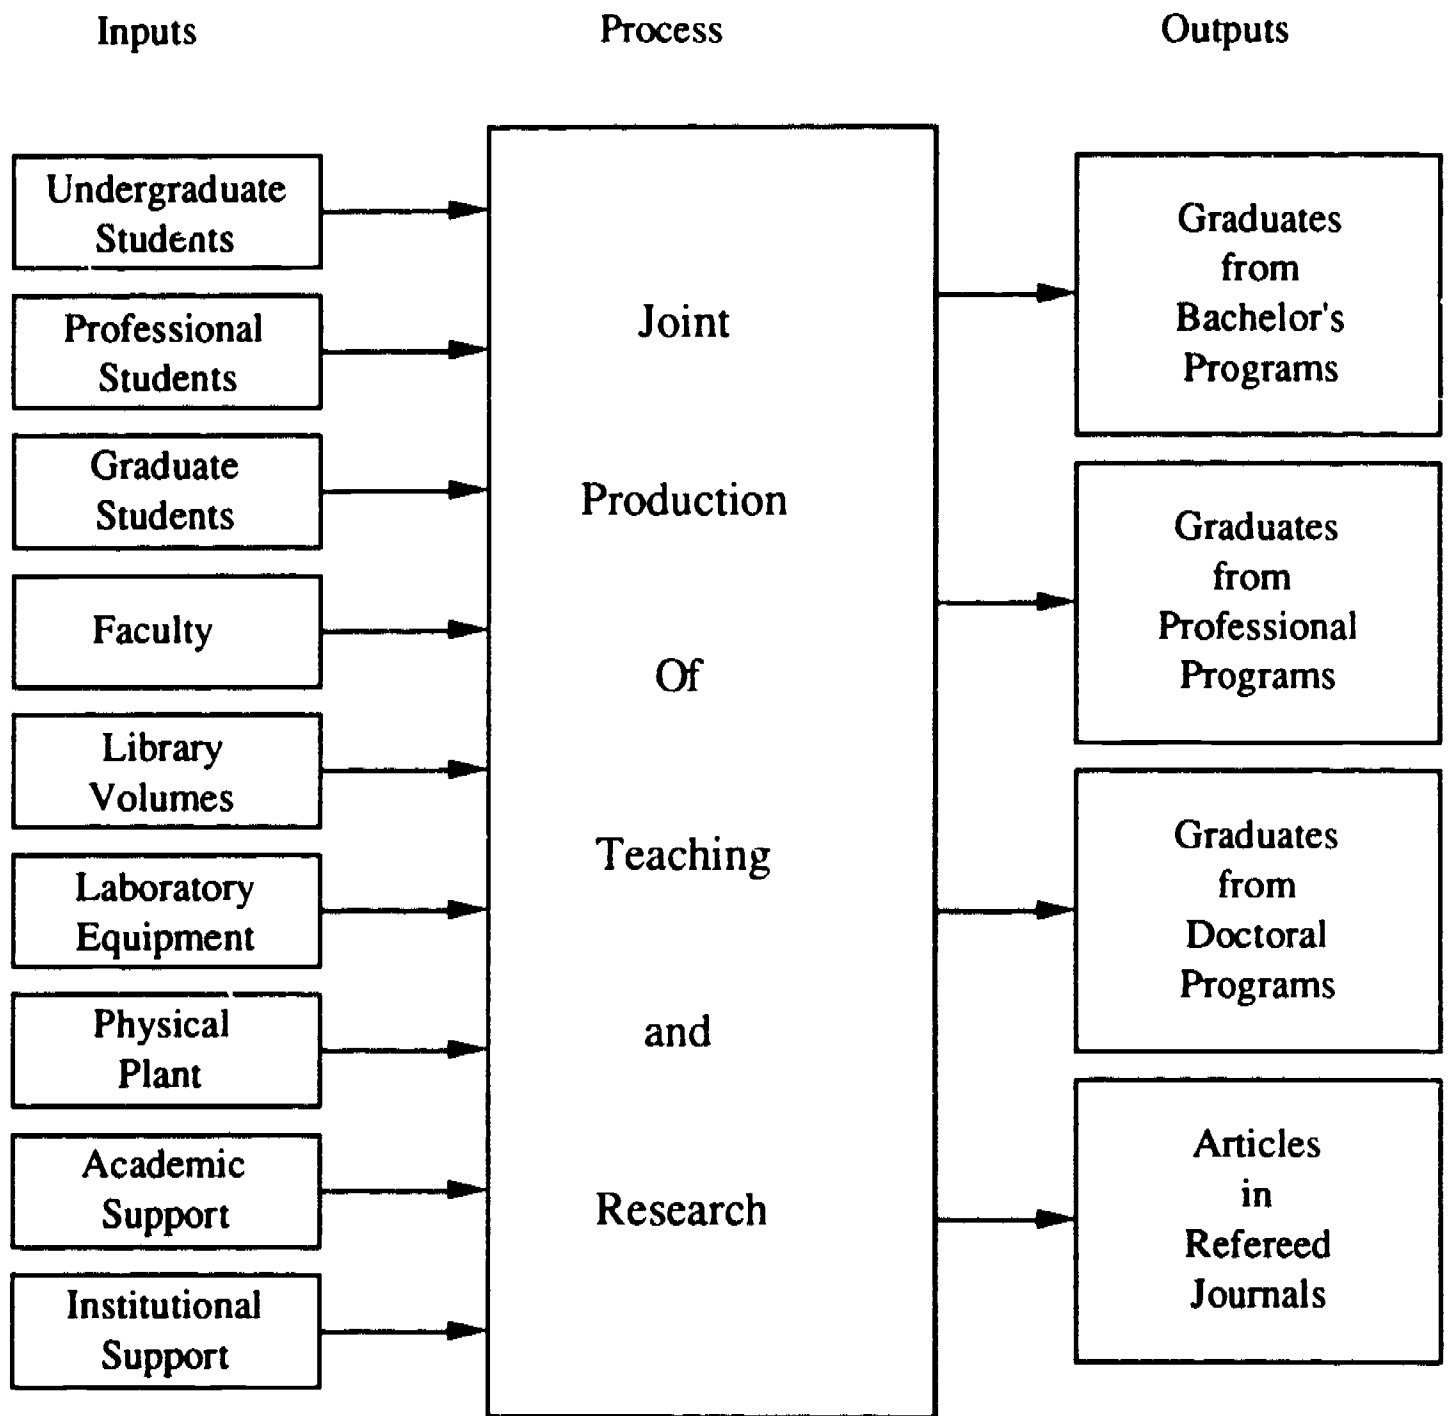 Inputs
Process
Outputs
Undergraduate
Students
Professional
Students
Graduate
Students
Faculty
Library
Volumes
Laboratory
Equipment
Physical
Plant
Academic
Support
Institutional
Support
Joint
Production
Of
Teaching
and
Research
Graduates
from
Bachelor's
Programs
Graduates
from
Professional
Programs
Graduates
from
Doctoral
Programs
Articles
in
Refereed
Journals